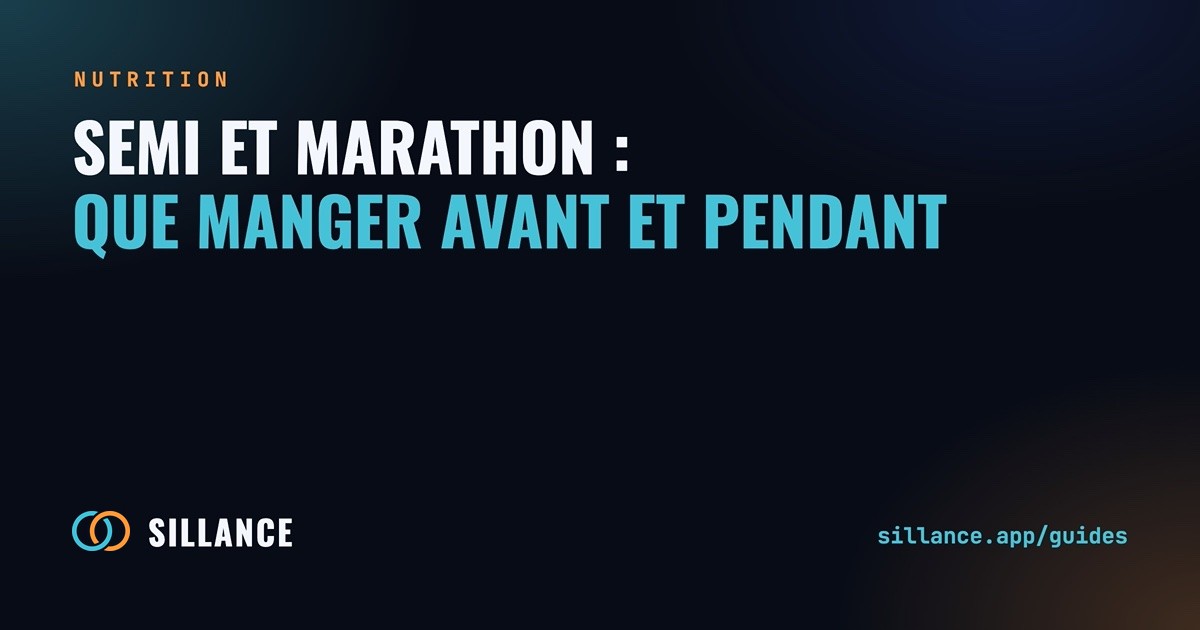 NUTRITION
SEMI ET MARATHON :
QUE MANGER AVANT ET PENDANT
SILLANCE
sillance.app/guides